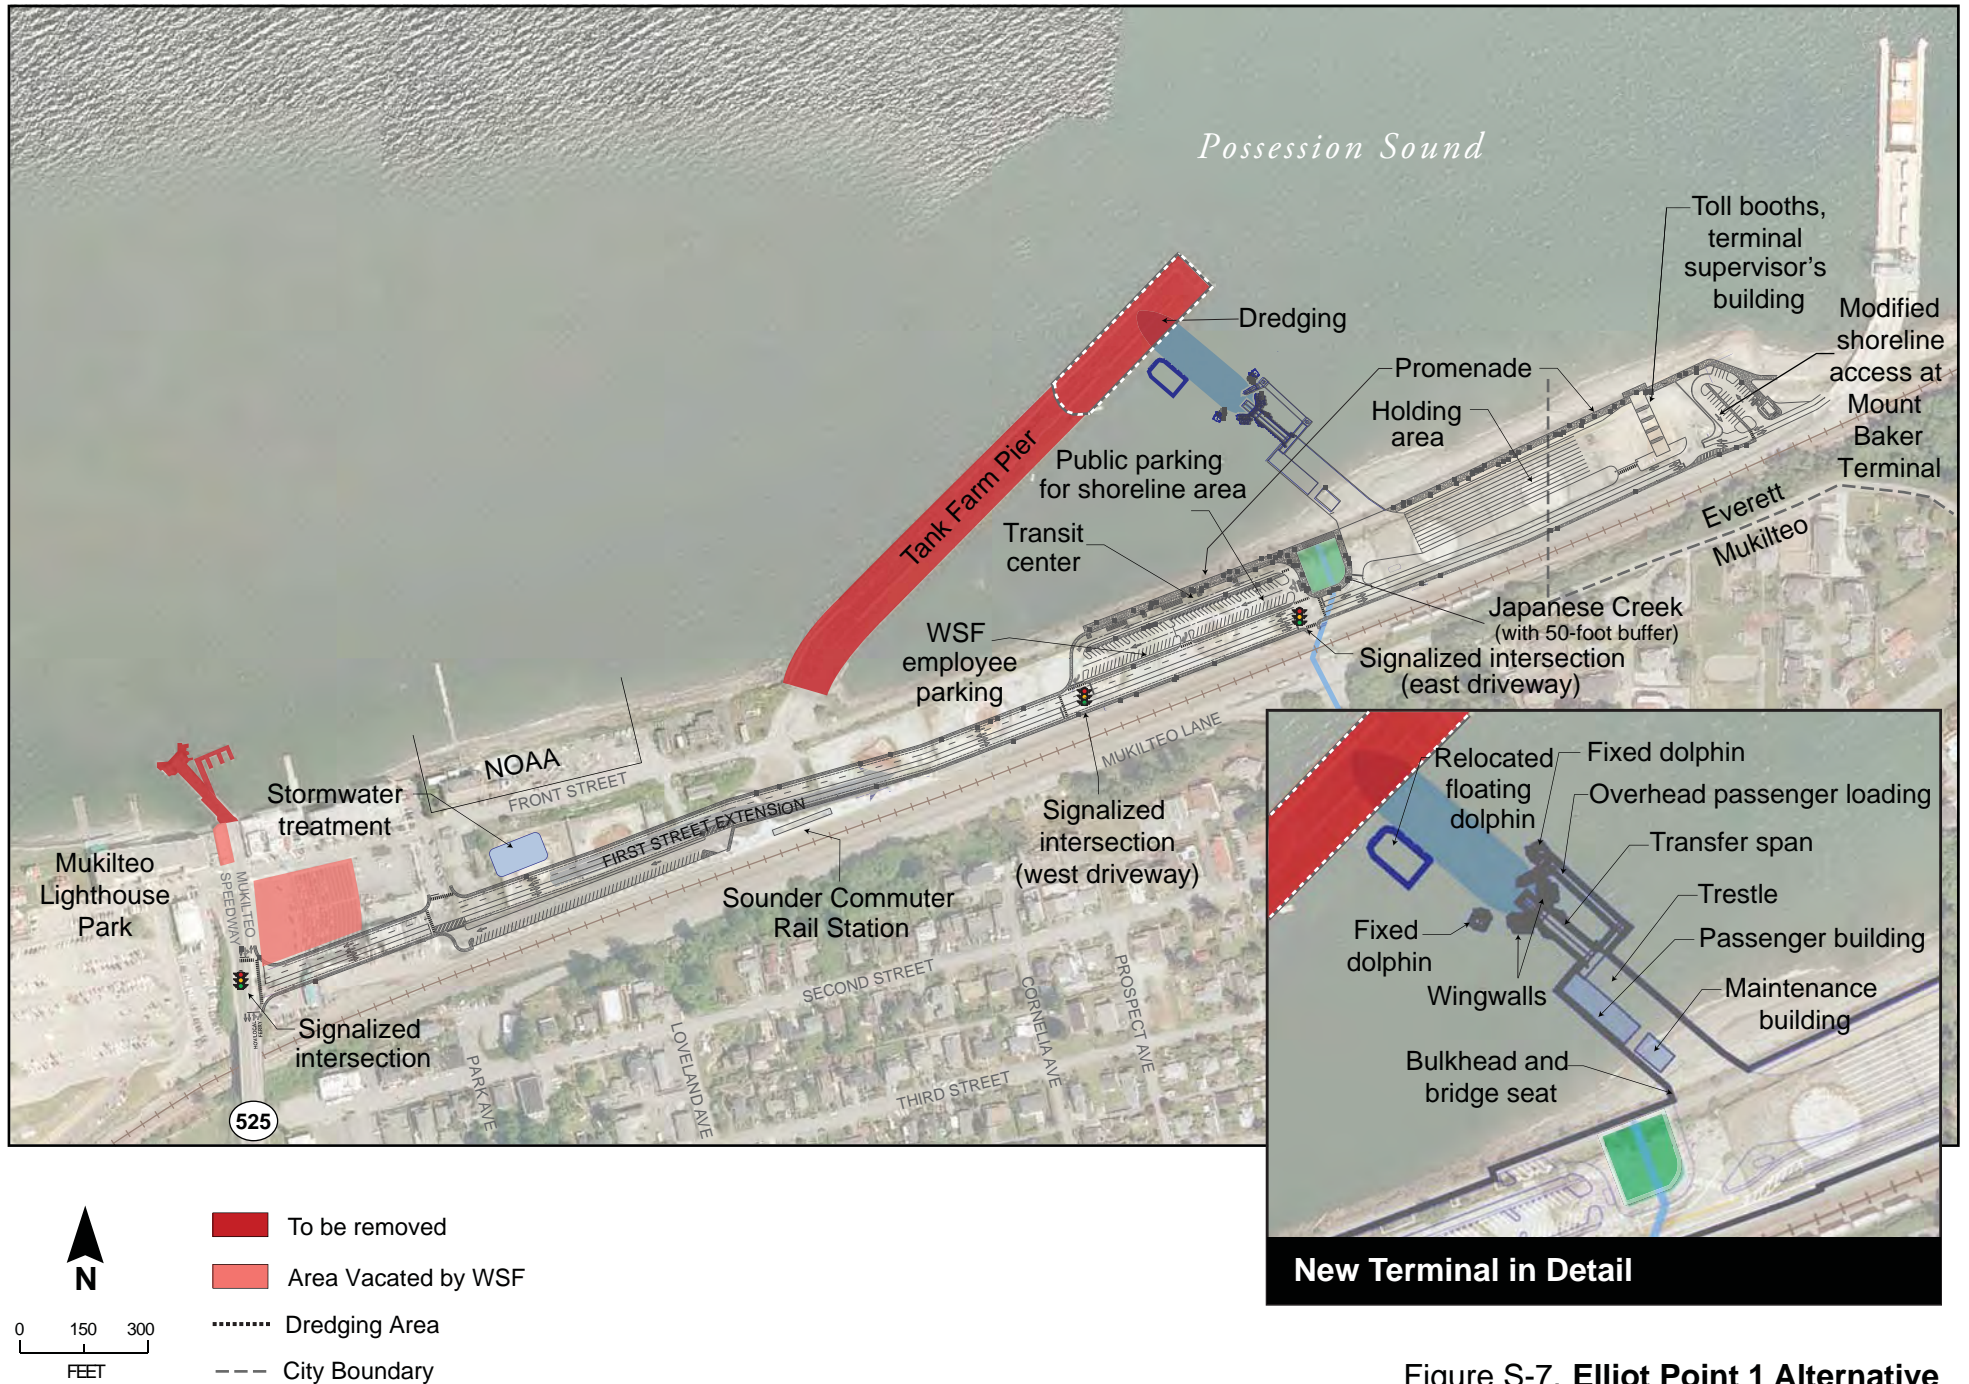 Possession Sound
Toll booths,
terminal
supervisor's
building
Modified
shoreline
access at
Mount
Baker
Terminal
Dredging
Promenade
Holding
area
Tank Farm Pier
Public parking
for shoreline area
Transit
center
Everett
Mukilteo
Japanese Creek
(with 50-foot buffer)
WSF
employee
parking
Signalized intersection
(east driveway)
MUKILTEO LANE
NOAA
FRONT STREET
Stormwater
treatment
FIRST STREET EXTENSION
Signalized
intersection
(west driveway)
Mukilteo
Lighthouse
Park
MUKILTEO
SPEEDWAY
Sounder Commuter
Rail Station
SECOND STREET
CORNELIA AVE
PROSPECT AVE
Signalized
intersection
PARK AVE
LOVELAND AVE
THIRD STREET
525
Relocated
floating
dolphin
Fixed dolphin
Overhead passenger loading
Transfer span
Trestle
Passenger building
Fixed
dolphin
Wingwalls
Maintenance
building
Bulkhead and
bridge seat
New Terminal in Detail
N
0 150 300
FEET
To be removed
Area Vacated by WSF
Dredging Area
City Boundary
Figure S-7. Elliot Point 1 Alternative